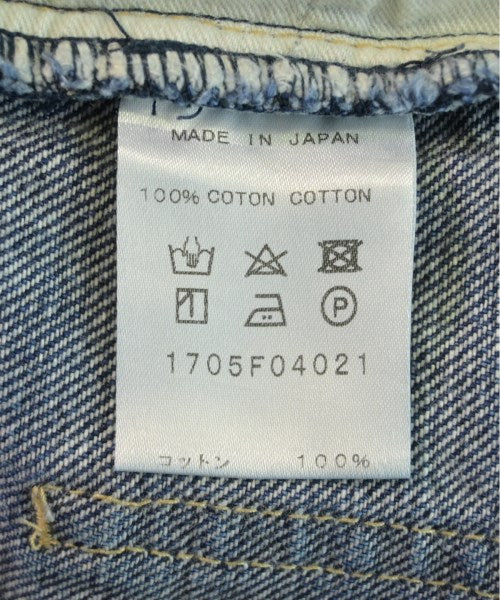 MADE IN JAPAN
100% COTON COTTON
P
1705F04021
コットン 100%